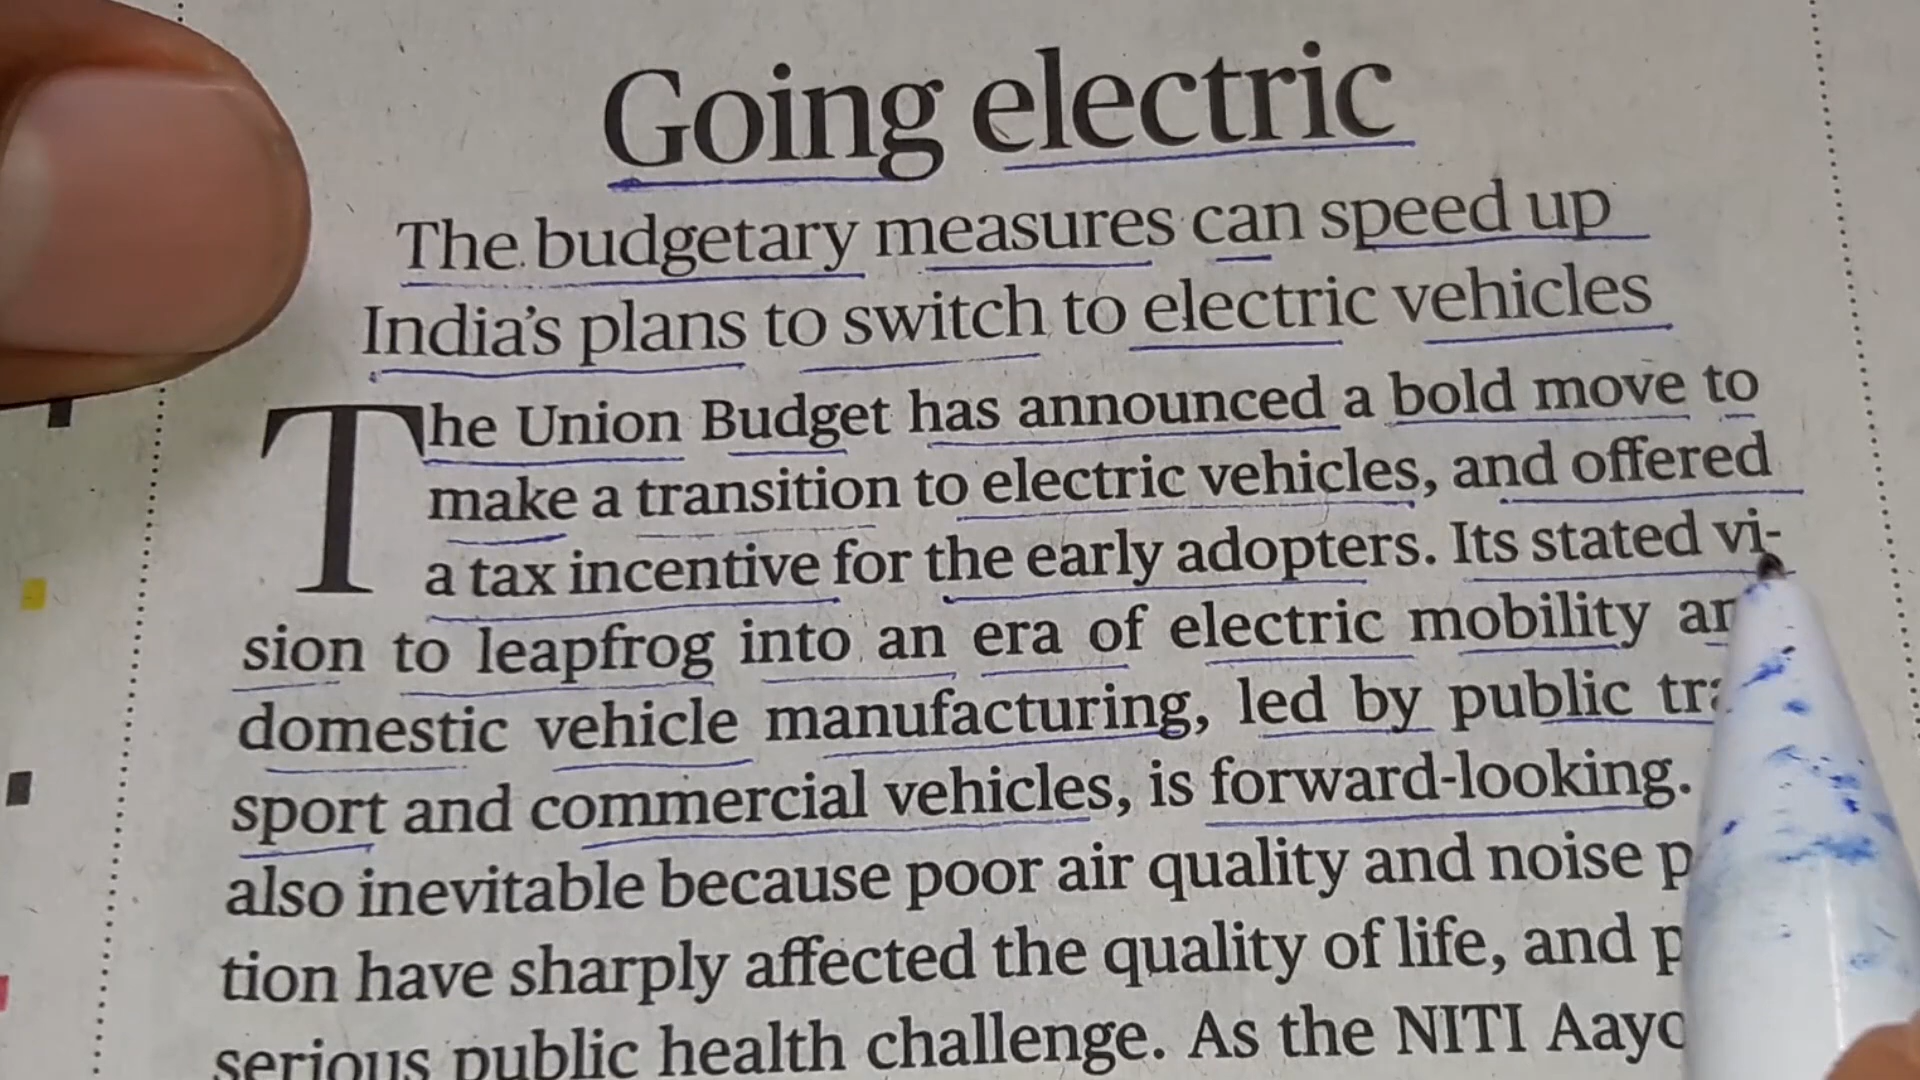 Going electric
The budgetary measures can speed up
India's plans to switch to electric vehicles
The Union Budget has announced a bold move to
make a transition to electric vehicles, and offered
a tax incentive for the early adopters. Its stated vi-
sion to leapfrog into an era of electric mobility
domestic vehicle manufacturing, led by public
sport and commercial vehicles, is forward-looking.
also inevitable because poor air quality and noise
tion have sharply affected the quality of life, and
serious public health challenge. As the NITI